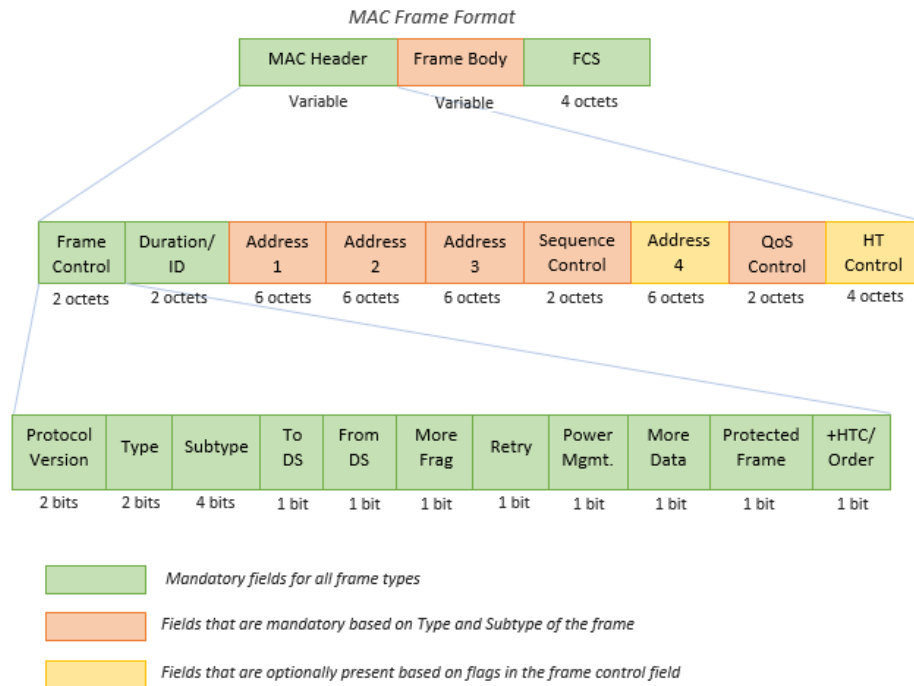 MAC Frame Format
MAC Header Frame Body FCS
Variable Variable 4 octets
Frame Control Duration/ ID Address 1 Address 2 Address 3 Sequence Control Address 4 QoS Control HT Control
2 octets 2 octets 6 octets 6 octets 6 octets 2 octets 6 octets 2 octets 4 octets
Protocol Version Type Subtype To DS From DS More Frag Retry Power Mgmt. More Data Protected Frame +HTC/ Order
2 bits 2 bits 4 bits 1 bit 1 bit 1 bit 1 bit 1 bit 1 bit 1 bit 1 bit
Mandatory fields for all frame types
Fields that are mandatory based on Type and Subtype of the frame
Fields that are optionally present based on flags in the frame control field